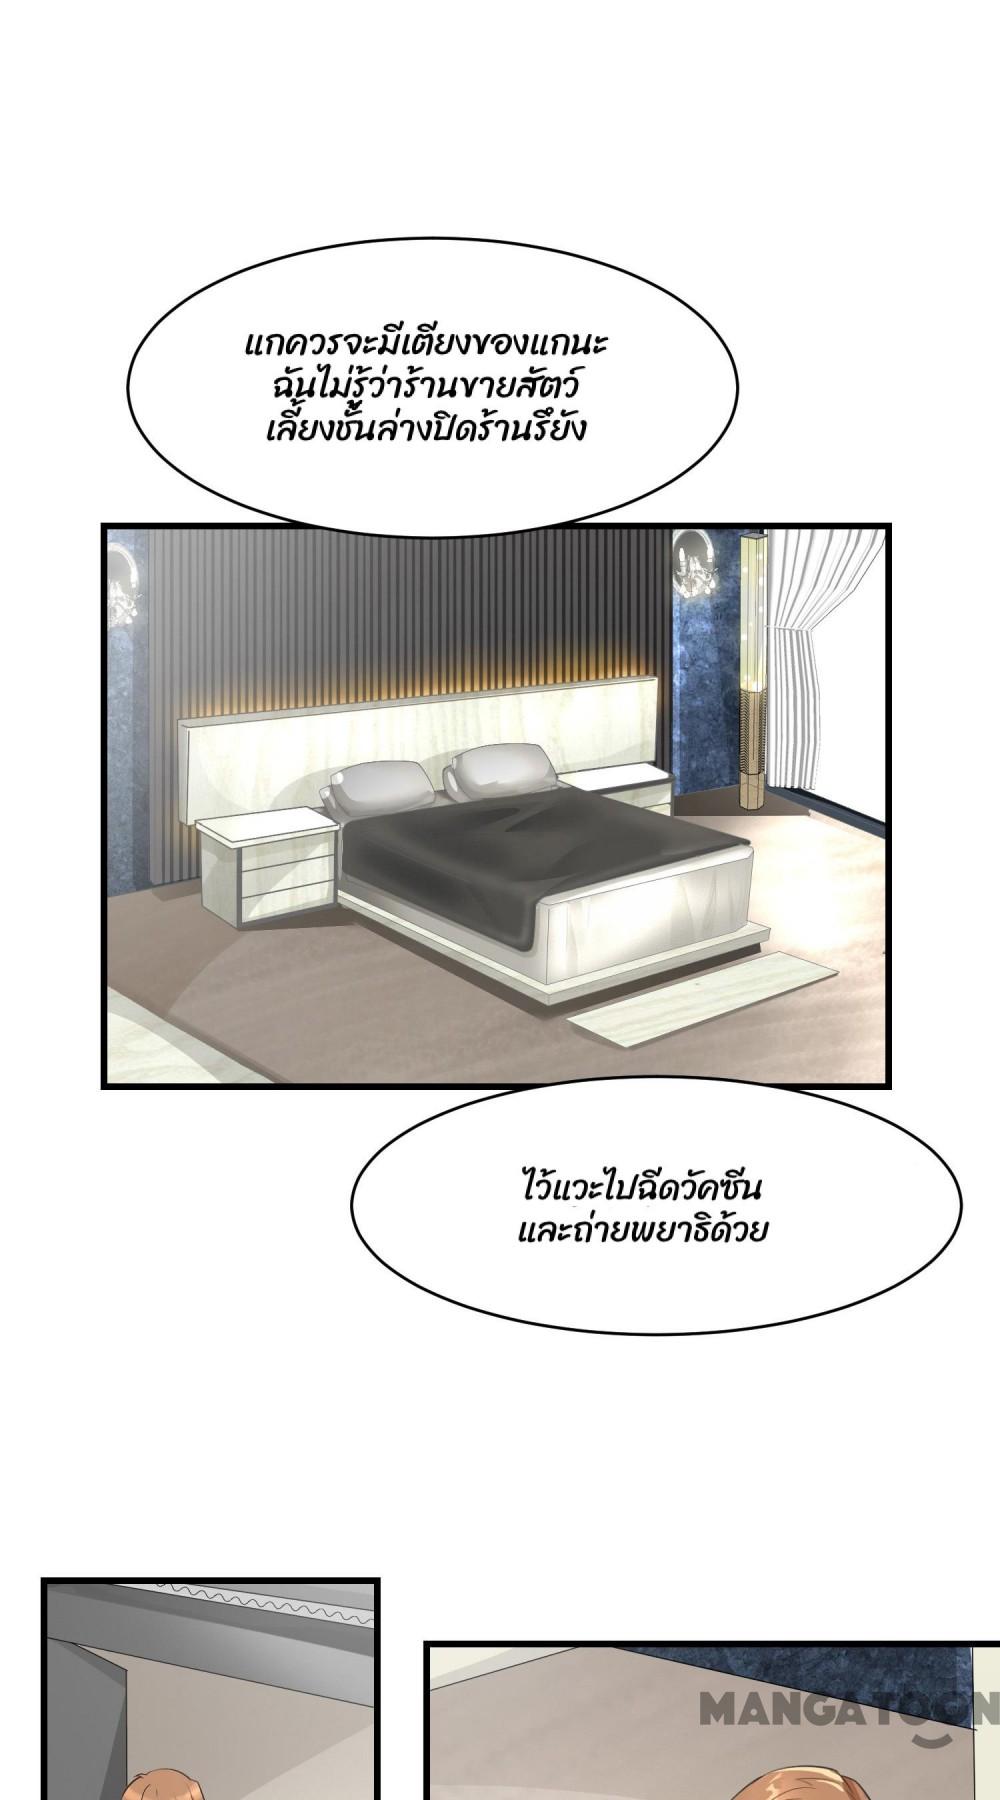 แกควรจะมีเตียงของแกนะ
ฉันไม่รู้ว่าร้านขายสัตว์
เลี้ยงชั้นล่างปิดร้านรึยัง
ไว้แวะไปฉีดวัคซีน
และถ่ายพยาธิด้วย
MANGATOON